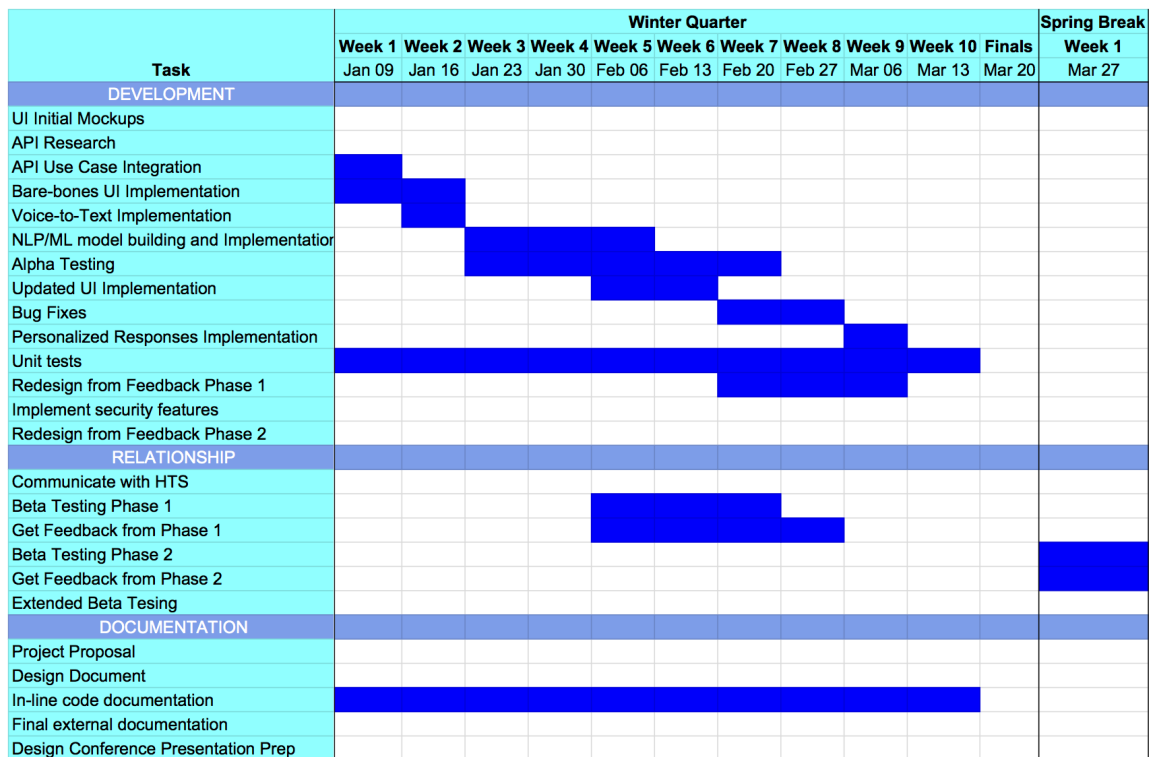 Winter Quarter Spring Break
Week 1 Week 2 Week 3 Week 4 Week 5 Week 6 Week 7 Week 8 Week 9 Week 10 Finals Week 1
Task Jan 09 Jan 16 Jan 23 Jan 30 Feb 06 Feb 13 Feb 20 Feb 27 Mar 06 Mar 13 Mar 20 Mar 27
DEVELOPMENT
UI Initial Mockups
API Research
API Use Case Integration
Bare-bones UI Implementation
Voice-to-Text Implementation
NLP/ML model building and Implementation
Alpha Testing
Updated UI Implementation
Bug Fixes
Personalized Responses Implementation
Unit tests
Redesign from Feedback Phase 1
Implement security features
Redesign from Feedback Phase 2
RELATIONSHIP
Communicate with HTS
Beta Testing Phase 1
Get Feedback from Phase 1
Beta Testing Phase 2
Get Feedback from Phase 2
Extended Beta Tesing
DOCUMENTATION
Project Proposal
Design Document
In-line code documentation
Final external documentation
Design Conference Presentation Prep